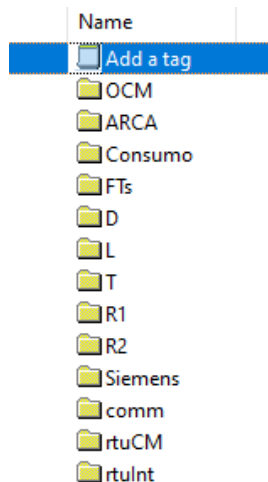 Name
Add a tag
OCM
ARCA
Consumo
FTs
D
L
T
R1
R2
Siemens
comm
rtuCM
rtuInt